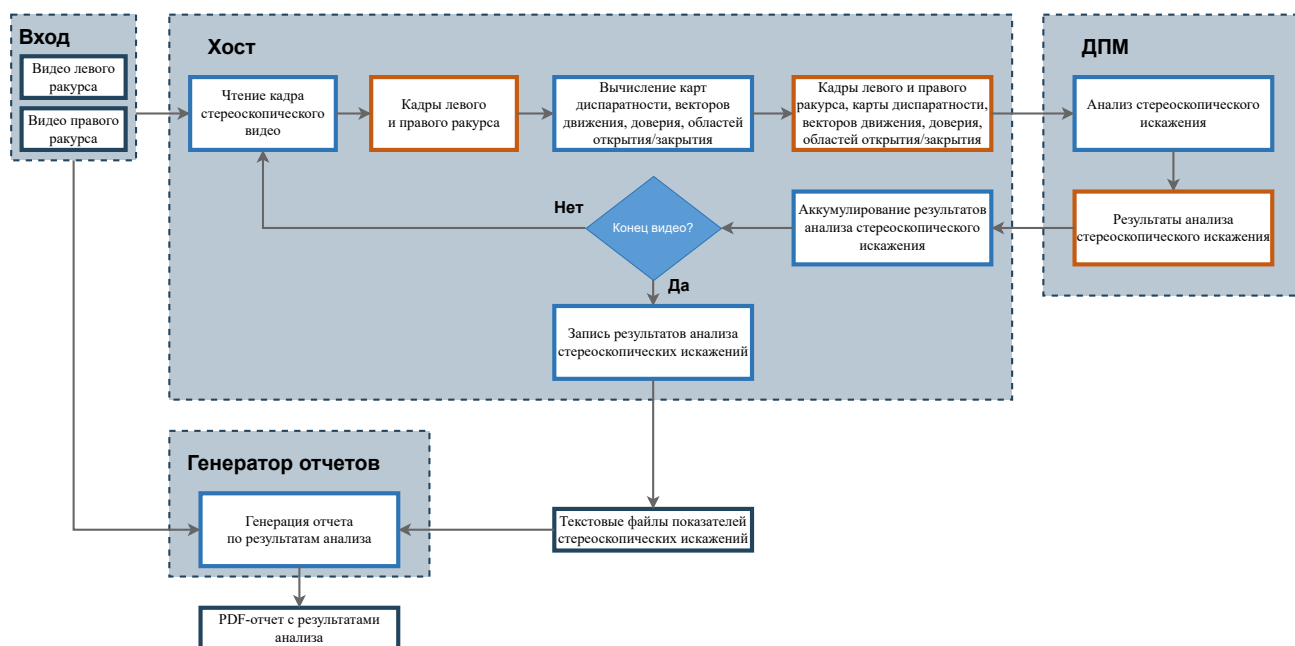 Вход
Видео левого
ракурса
Видео правого
ракурса
Хост
Чтение кадра
стереоскопического
видео
Кадры левого
и правого ракурса
Вычисление карт
диспаратности, векторов
движения, доверия, областей
открытия/закрытия
Кадры левого и правого
ракурса, карты диспаратности,
векторов движения, доверия,
областей открытия/закрытия
ДПМ
Анализ стереоскопического
искажения
Результаты анализа
стереоскопического искажения
Аккумулирование результатов
анализа стереоскопического
искажения
Конец видео?
Нет
Да
Запись результатов анализа
стереоскопических искажений
Генератор отчетов
Генерация отчета
по результатам анализа
Текстовые файлы показателей
стереоскопических искажений
PDF-отчет с результатами
анализа